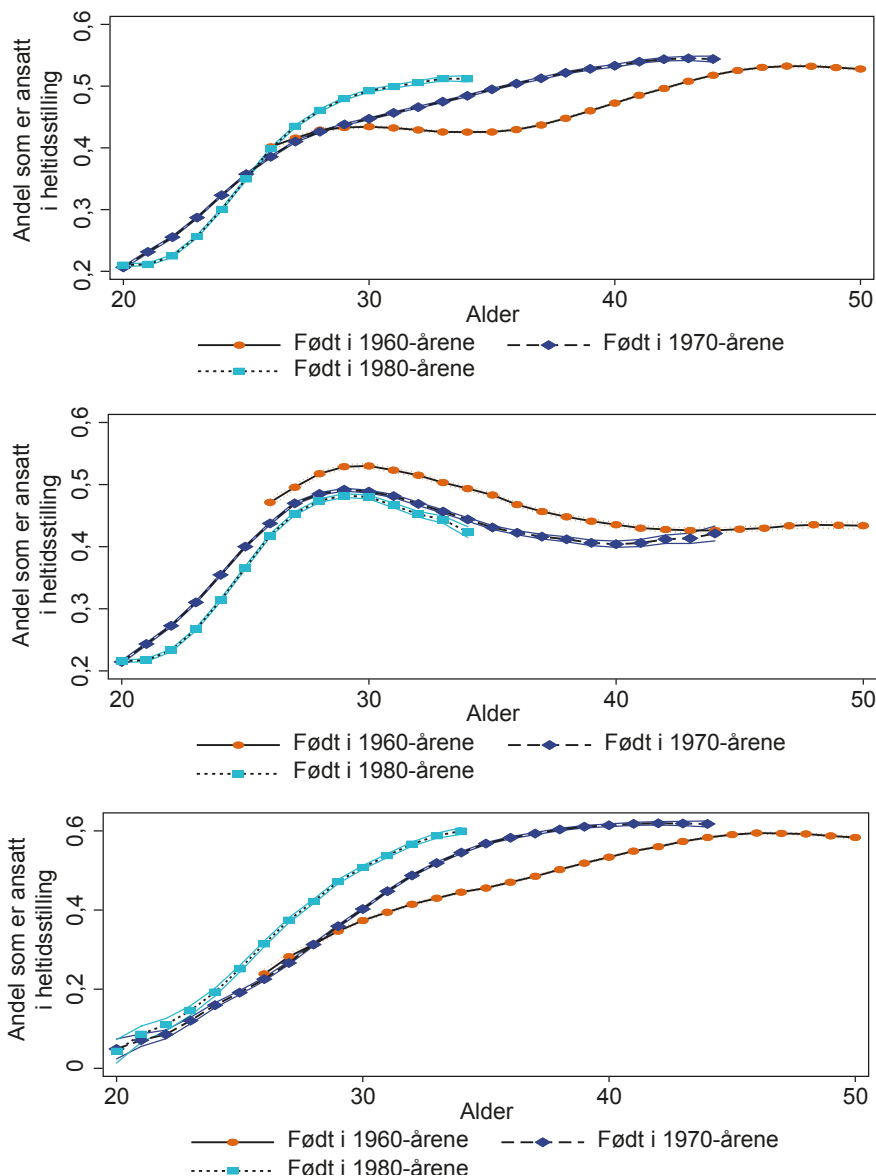 Andel som er ansatt
i heltidsstilling
0,6
0,5
0,4
0,3
0,2
20
30
40
50
Alder
Født i 1960-årene
Født i 1970-årene
Født i 1980-årene
Andel som er ansatt
i heltidsstilling
0,6
0,5
0,4
0,3
0,2
20
30
40
50
Alder
Født i 1960-årene
Født i 1970-årene
Født i 1980-årene
Andel som er ansatt
i heltidsstilling
0,6
0,4
0,2
0
20
30
40
50
Alder
Født i 1960-årene
Født i 1970-årene
Født i 1980-årene